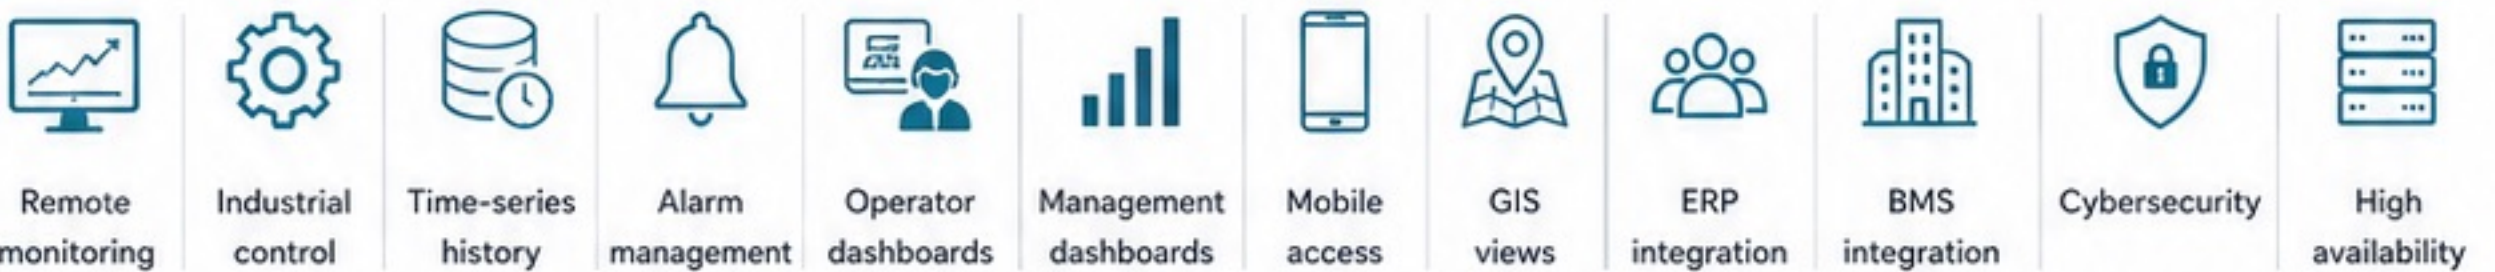 Remote
monitoring
Industrial
control
Time-series
history
Alarm
management
Operator
dashboards
Management
dashboards
Mobile
access
GIS
views
ERP
integration
BMS
integration
Cybersecurity
High
availability